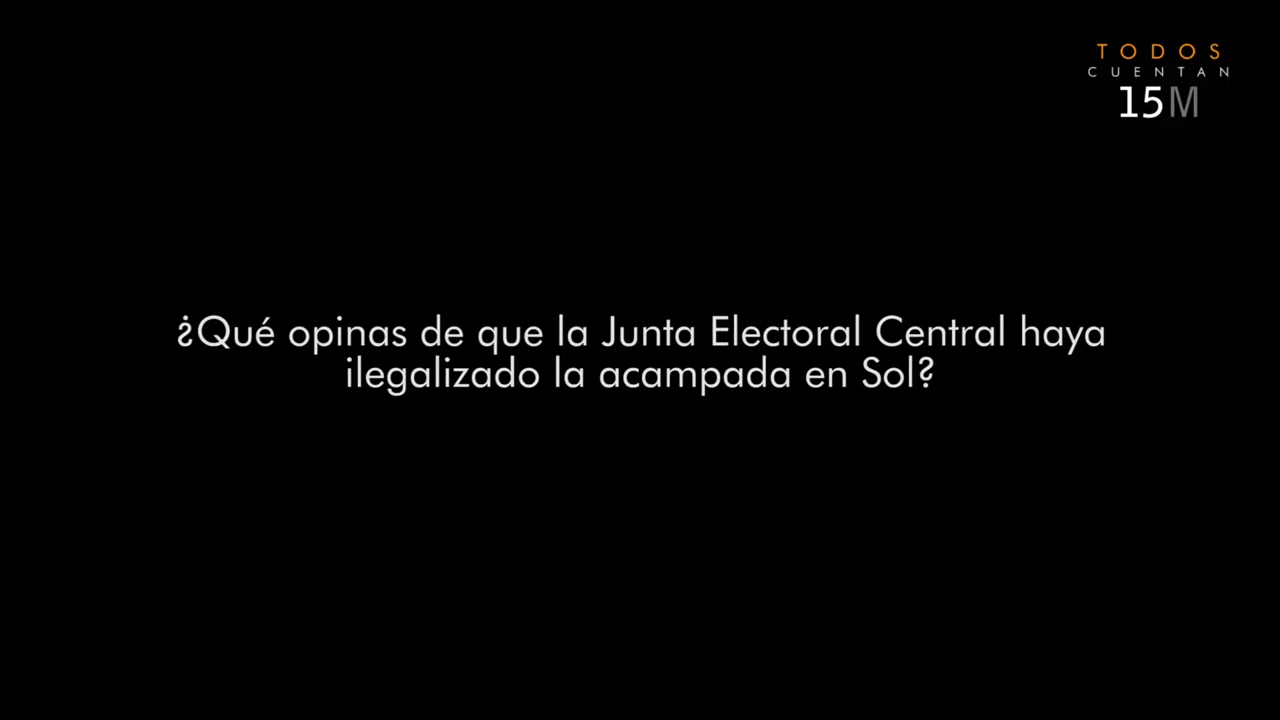 TODOS
CUENTAN
15M
¿Qué opinas de que la Junta Electoral Central haya
ilegalizado la acampada en Sol?